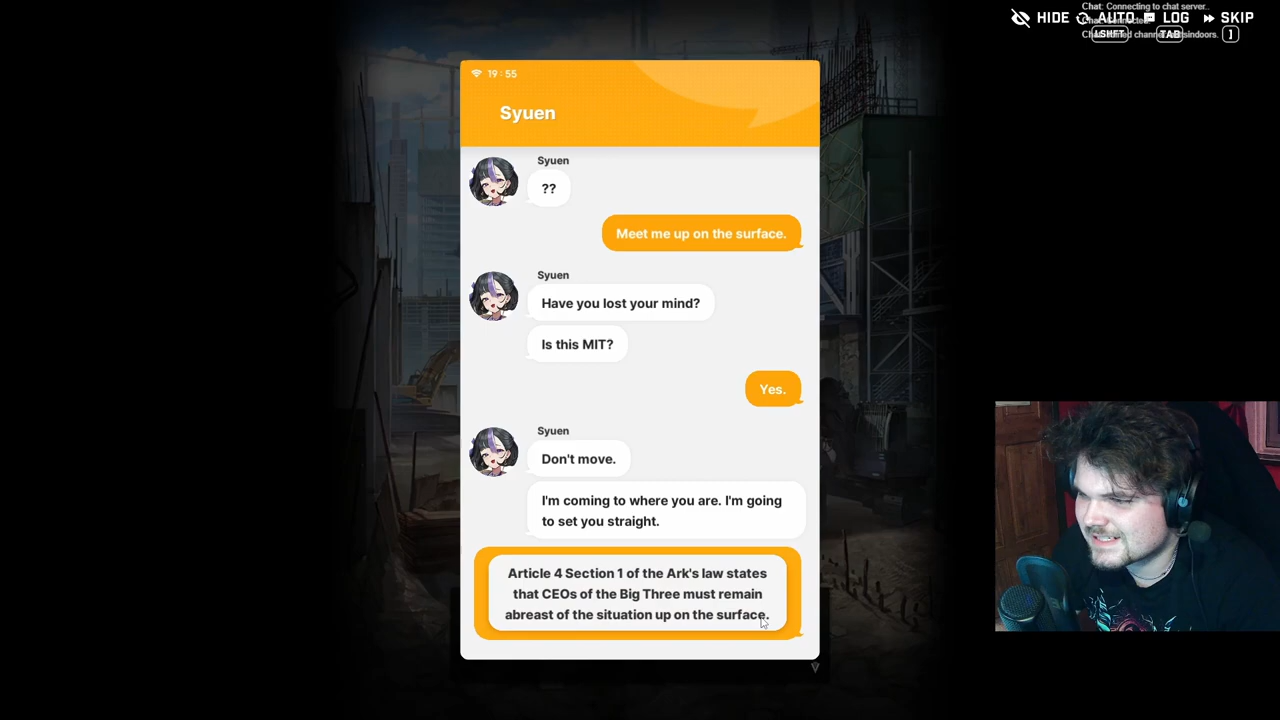 Chat: Connecting to chat server..
HIDE
AUTO
LOG
SKIP
LSHFT
TAB
]
19:55
Syuen
Syuen
??
Meet me up on the surface.
Syuen
Have you lost your mind?
Is this MIT?
Yes.
Syuen
Don't move.
I'm coming to where you are. I'm going
to set you straight.
Article 4 Section 1 of the Ark's law states
that CEOs of the Big Three must remain
abreast of the situation up on the surface.